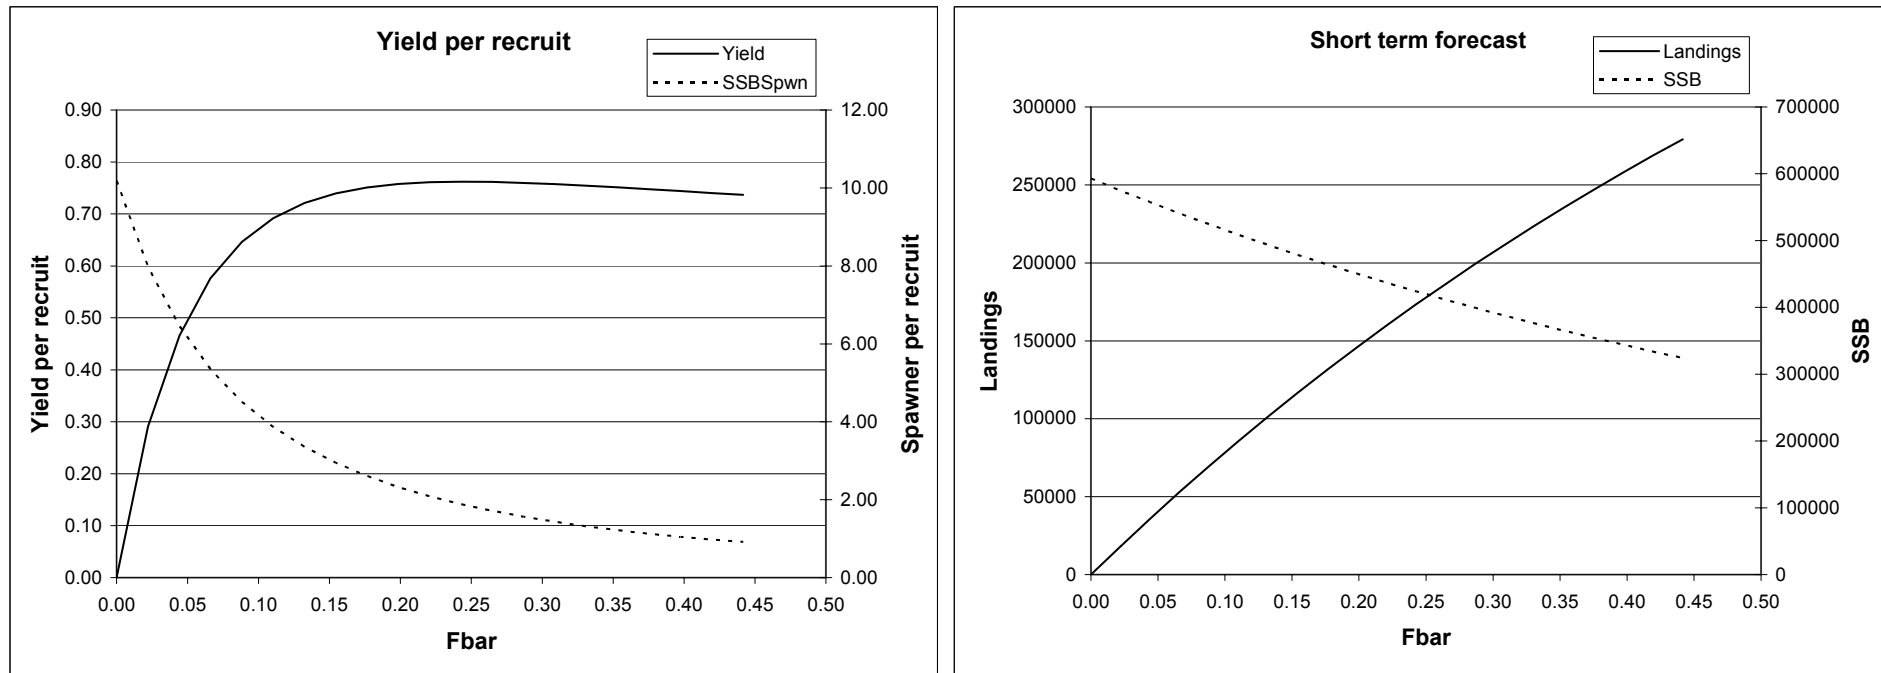 Yield per recruit
Yield
SSBSpwn
0.90
0.80
0.70
0.60
0.50
0.40
0.30
0.20
0.10
0.00
Yield per recruit
12.00
10.00
8.00
6.00
4.00
2.00
0.00
Spawner per recruit
0.00 0.05 0.10 0.15 0.20 0.25 0.30 0.35 0.40 0.45 0.50
Fbar
Short term forecast
Landings
SSB
300000
250000
200000
150000
100000
50000
0
Landings
700000
600000
500000
400000
300000
200000
100000
0
SSB
0.00 0.05 0.10 0.15 0.20 0.25 0.30 0.35 0.40 0.45 0.50
Fbar